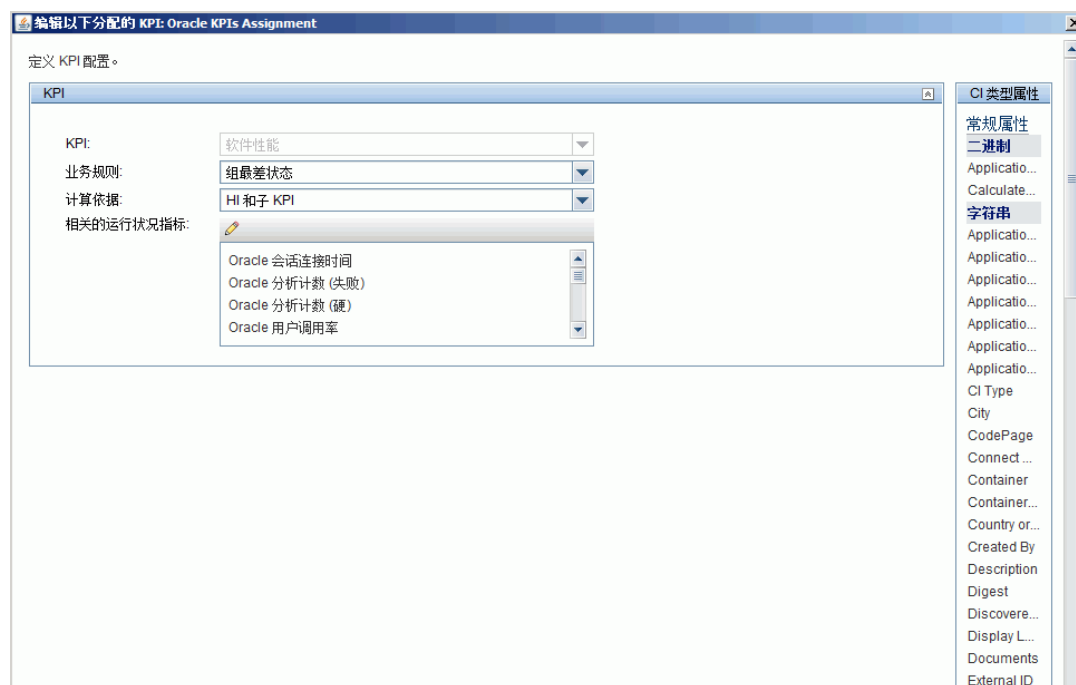 编辑以下分配的 KPI: Oracle KPIs Assignment
定义 KPI 配置。
KPI
KPI:
软件性能
业务规则:
组最差状态
计算依据:
HI 和子 KPI
相关的运行状况指标:
Oracle 会话连接时间
Oracle 分析计数 (失败)
Oracle 分析计数 (硬)
Oracle 用户调用率
CI 类型属性
常规属性
二进制
Applicatio...
Calculate...
字符串
Applicatio...
Applicatio...
Applicatio...
Applicatio...
Applicatio...
Applicatio...
Applicatio...
CI Type
City
CodePage
Connect ...
Container
Container...
Country or...
Created By
Description
Digest
Discovere...
Display L...
Documents
External ID